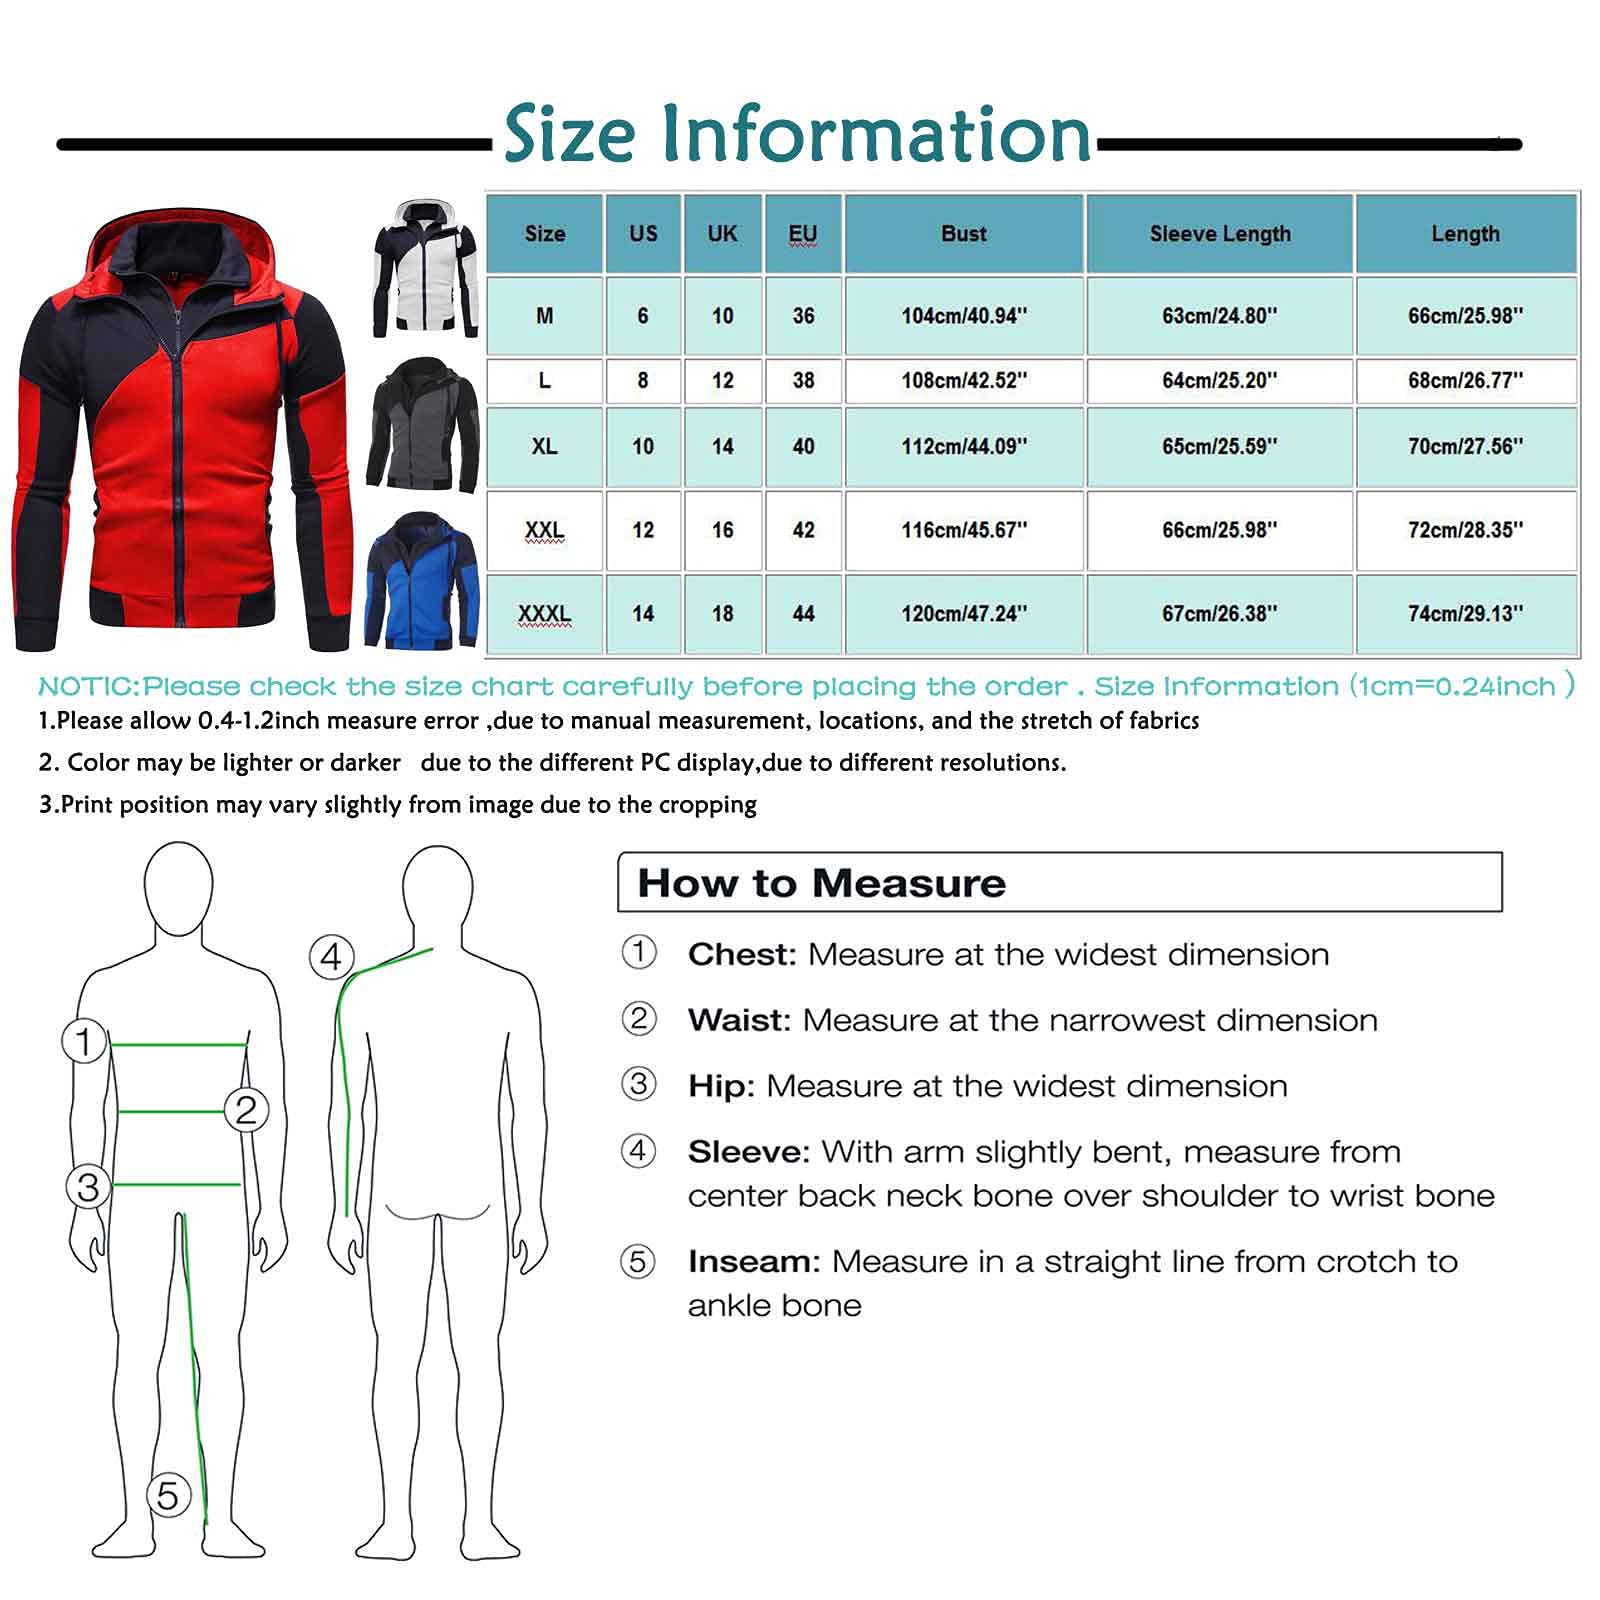 Size Information
Size US UK EU Bust Sleeve Length Length
M 6 10 36 104cm/40.94'' 63cm/24.80'' 66cm/25.98''
L 8 12 38 108cm/42.52'' 64cm/25.20'' 68cm/26.77''
XL 10 14 40 112cm/44.09'' 65cm/25.59'' 70cm/27.56''
XXL 12 16 42 116cm/45.67'' 66cm/25.98'' 72cm/28.35''
XXXL 14 18 44 120cm/47.24'' 67cm/26.38'' 74cm/29.13''
NOTIC:Please check the size chart carefully before placing the order . Size Information (1cm=0.24inch )
1.Please allow 0.4-1.2inch measure error ,due to manual measurement, locations, and the stretch of fabrics
2. Color may be lighter or darker due to the different PC display,due to different resolutions.
3.Print position may vary slightly from image due to the cropping
How to Measure
1 Chest: Measure at the widest dimension
2 Waist: Measure at the narrowest dimension
3 Hip: Measure at the widest dimension
4 Sleeve: With arm slightly bent, measure from
center back neck bone over shoulder to wrist bone
5 Inseam: Measure in a straight line from crotch to
ankle bone
4
1
2
3
5